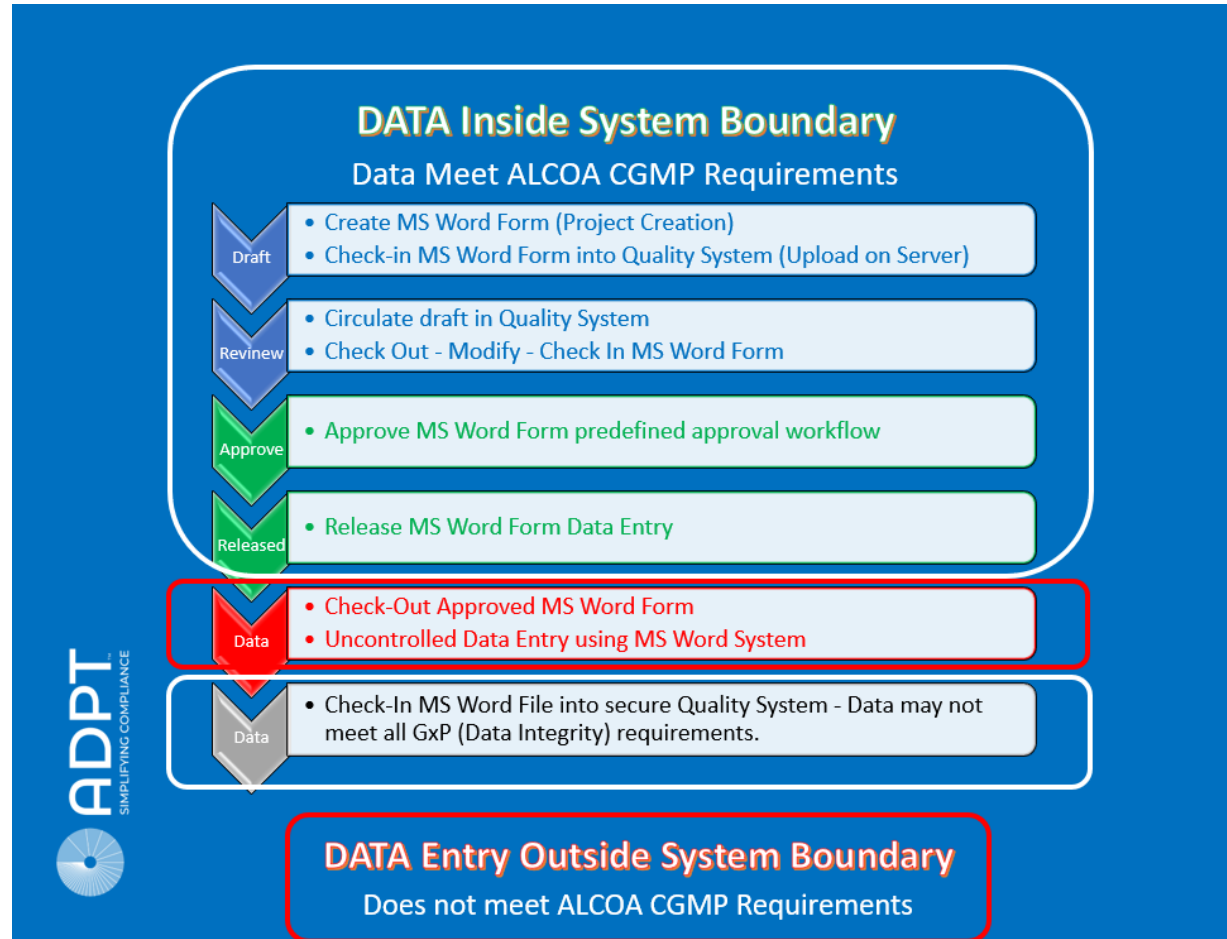 DATA Inside System Boundary
Data Meet ALCOA CGMP Requirements
Draft
• Create MS Word Form (Project Creation)
• Check-in MS Word Form into Quality System (Upload on Server)
Revinew
• Circulate draft in Quality System
• Check Out - Modify - Check In MS Word Form
Approve
• Approve MS Word Form predefined approval workflow
Released
• Release MS Word Form Data Entry
Data
• Check-Out Approved MS Word Form
• Uncontrolled Data Entry using MS Word System
Data
• Check-In MS Word File into secure Quality System - Data may not
meet all GxP (Data Integrity) requirements.
ADPT™
SIMPLIFYING COMPLIANCE
DATA Entry Outside System Boundary
Does not meet ALCOA CGMP Requirements